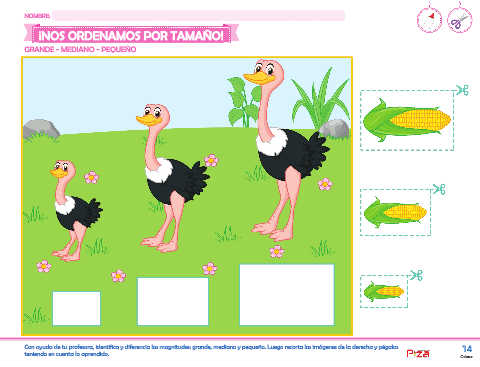 NOMBRE
¡NOS ORDENAMOS POR TAMAÑO!
GRANDE - MEDIANO - PEQUEÑO
Con ayuda de tu profesora, identifica y diferencia las magnitudes: grande, mediano y pequeño. Luego recorta las imágenes de la derecha y pégalas
teniendo en cuenta lo aprendido.
14